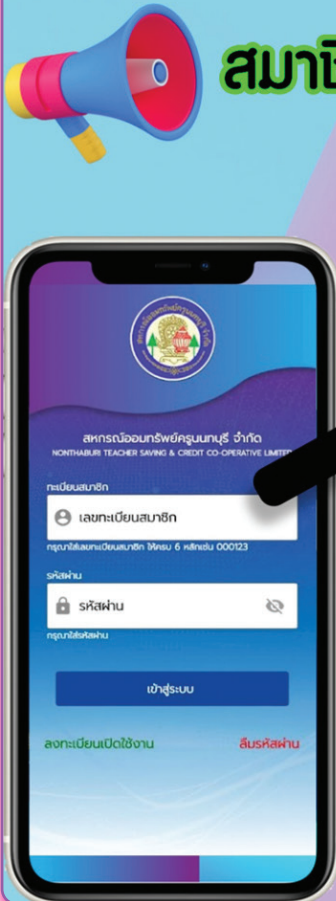 สมาชิ
สหกรณ์ออมทรัพย์ครูนนทบุรี จำกัด
NONTHABURI TEACHER SAVING & CREDIT CO-OPERATIVE LIMITED
ทะเบียนสมาชิก
เลขทะเบียนสมาชิก
กรุณาใส่เลขทะเบียนสมาชิก ให้ครบ 6 หลักเช่น 000123
รหัสผ่าน
รหัสผ่าน
กรุณาใส่รหัสผ่าน
เข้าสู่ระบบ
ลงทะเบียนเปิดใช้งาน
ลืมรหัสผ่าน